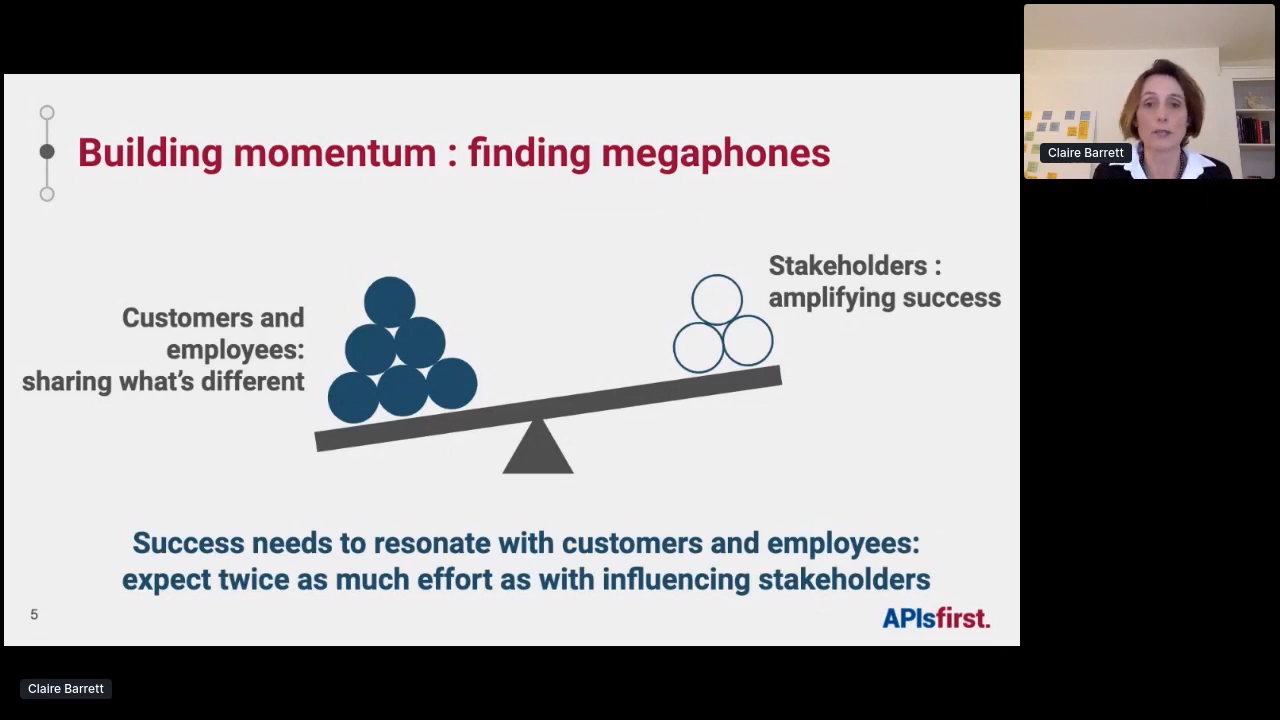 Building momentum : finding megaphones
Customers and
employees:
sharing what's different
Stakeholders :
amplifying success
Success needs to resonate with customers and employees:
expect twice as much effort as with influencing stakeholders
5
APIsfirst.
Claire Barrett
Claire Barrett